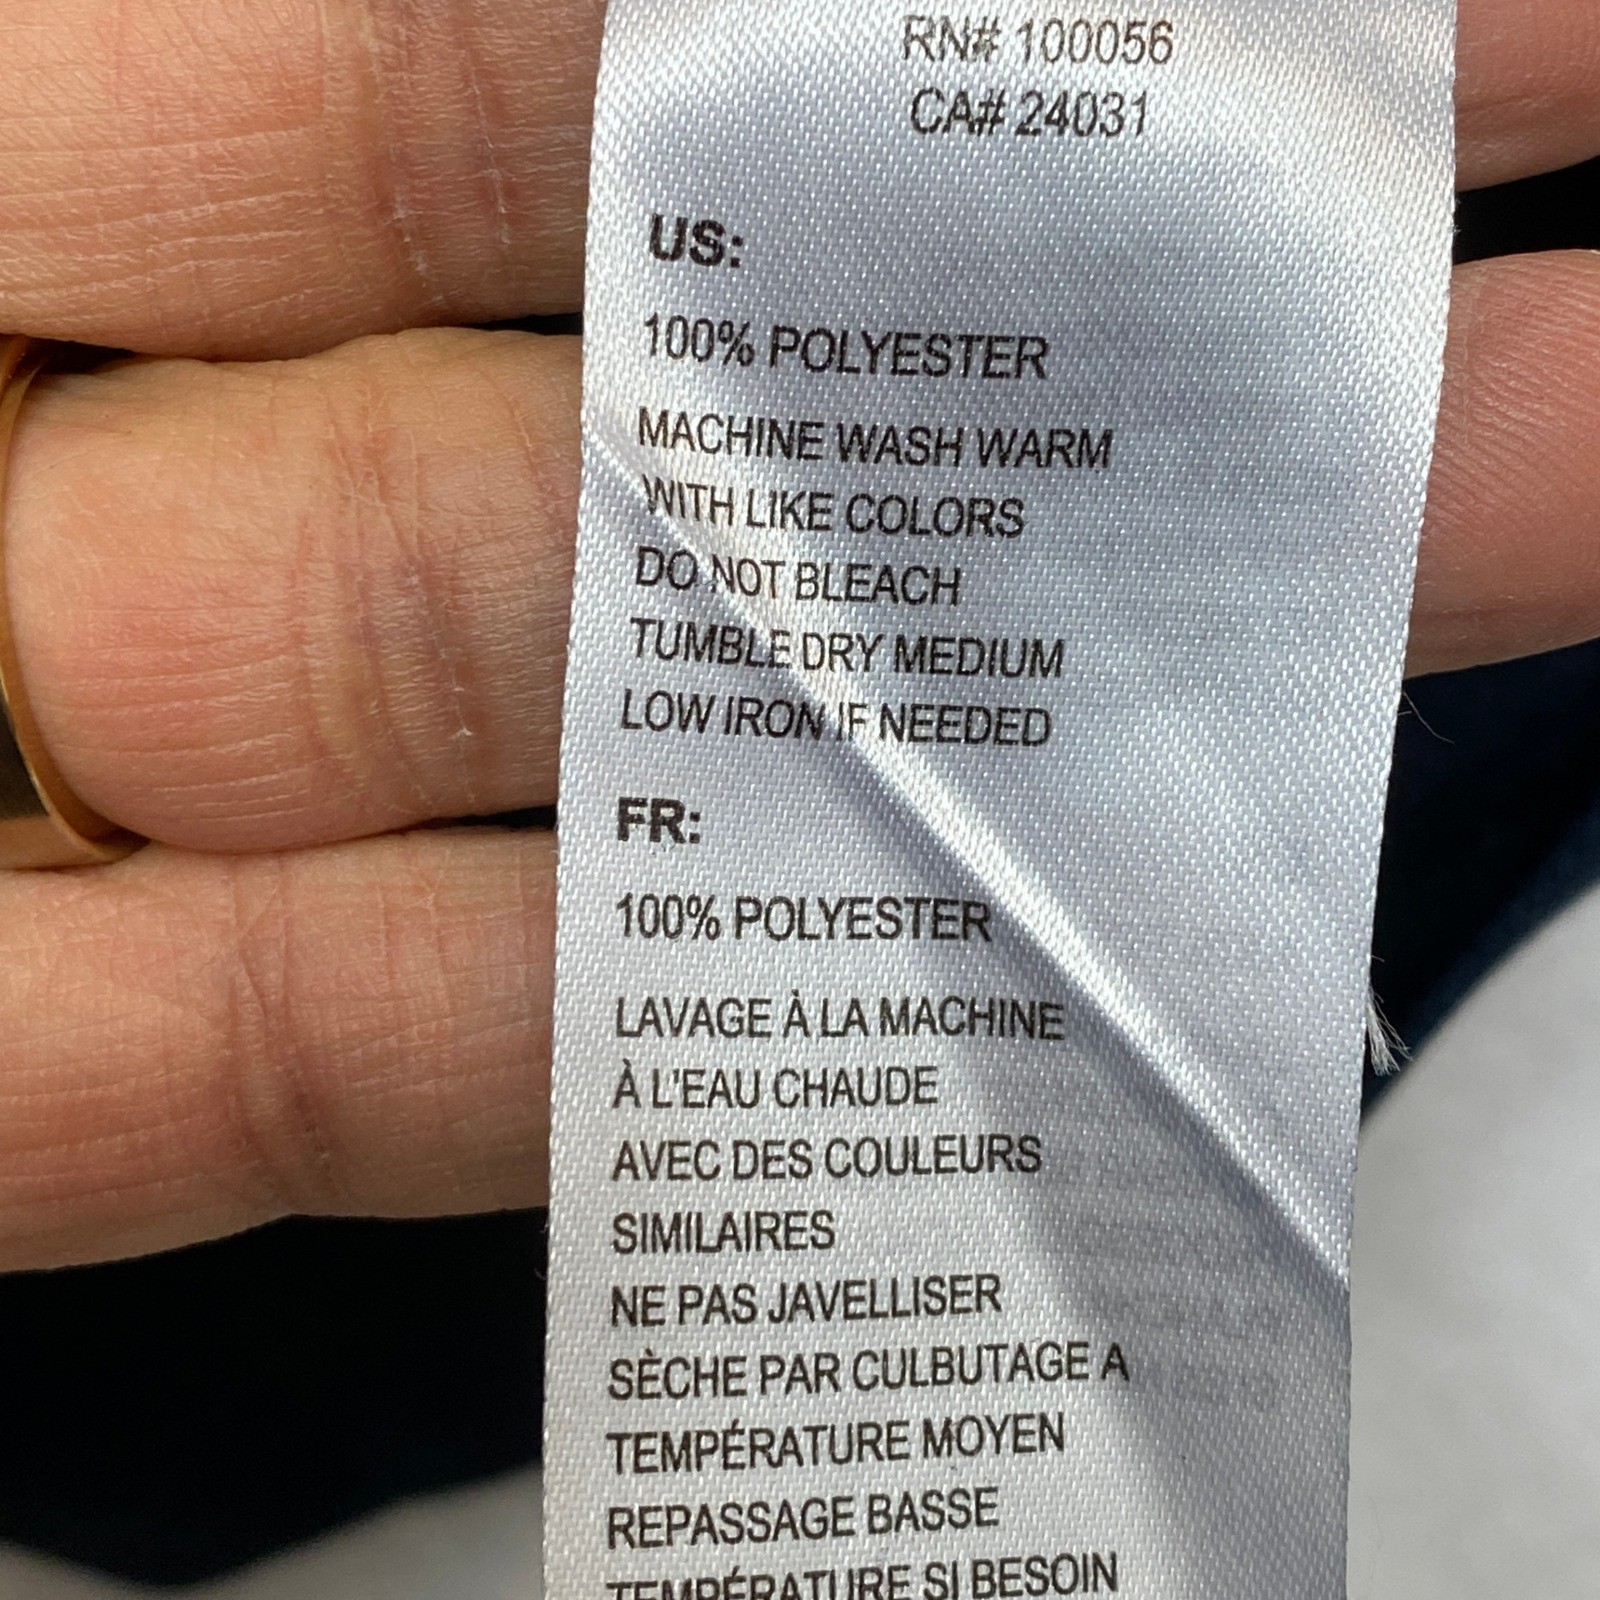 RN# 100056
CA# 24031
US:
100% POLYESTER
MACHINE WASH WARM
WITH LIKE COLORS
DO NOT BLEACH
TUMBLE DRY MEDIUM
LOW IRON IF NEEDED
FR:
100% POLYESTER
LAVAGE À LA MACHINE
À L'EAU CHAUDE
AVEC DES COULEURS
SIMILAIRES
NE PAS JAVELLISER
SÈCHE PAR CULBUTAGE A
TEMPÉRATURE MOYEN
REPASSAGE BASSE
TEMPÉRATURE SI BESOIN